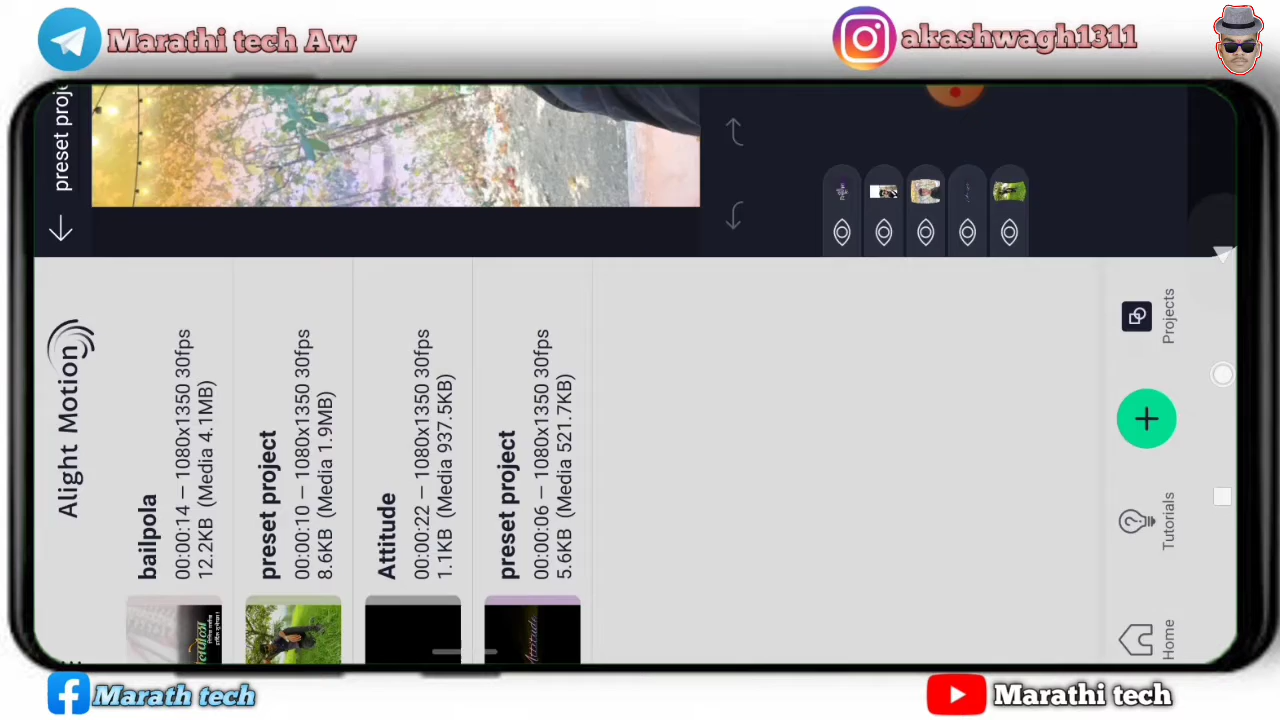 Marathi tech Aw
akashwagh1311
preset proje
Alight Motion
bailpola
00:00:14 — 1080x1350 30fps
12.2KB (Media 4.1MB)
preset project
00:00:10 — 1080x1350 30fps
8.6KB (Media 1.9MB)
Attitude
00:00:22 — 1080x1350 30fps
1.1KB (Media 937.5KB)
preset project
00:00:06 — 1080x1350 30fps
5.6KB (Media 521.7KB)
Attitude
Projects
Tutorials
Home
Marath tech
Marathi tech